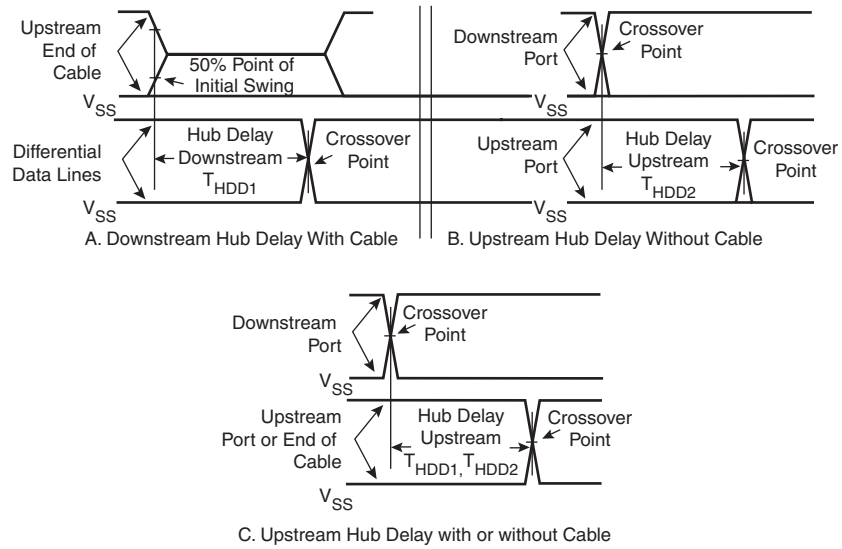 Upstream
End of
Cable
50% Point of
Initial Swing
VSS
Differential
Data Lines
Hub Delay
Downstream
THDD1
Crossover
Point
VSS
A. Downstream Hub Delay With Cable
Downstream
Port
Crossover
Point
VSS
Upstream
Port
Hub Delay
Upstream
THDD2
Crossover
Point
VSS
B. Upstream Hub Delay Without Cable
Downstream
Port
Crossover
Point
VSS
Upstream
Port or End of
Cable
Hub Delay
Upstream
THDD1, THDD2
Crossover
Point
VSS
C. Upstream Hub Delay with or without Cable